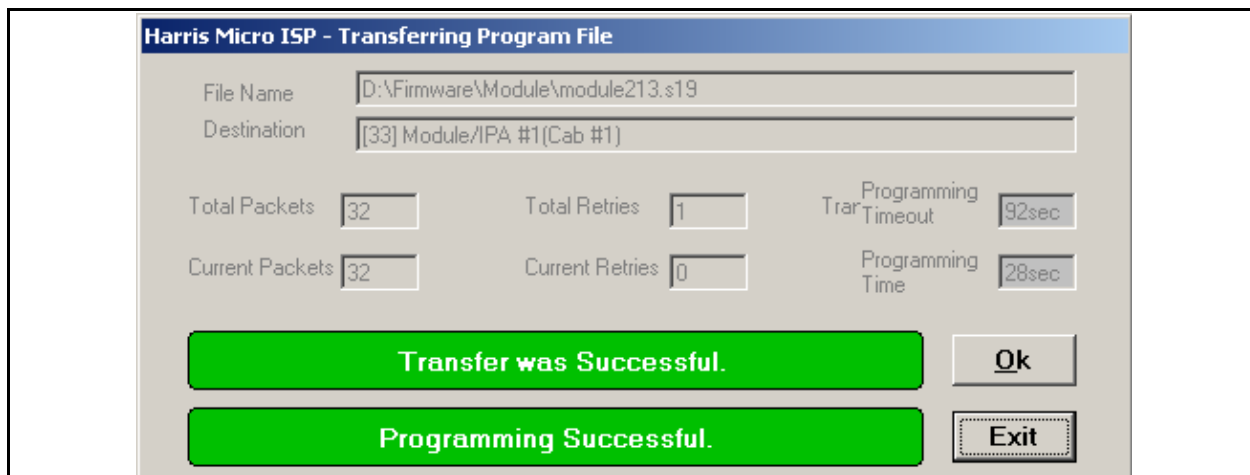 Harris Micro ISP - Transferring Program File
File Name D:\Firmware\Module\module213.s19
Destination [33] Module/IPA #1(Cab #1)
Total Packets 32 Total Retries 1 Tran Programming Timeout 92sec
Current Packets 32 Current Retries 0 Programming Time 28sec
Transfer was Successful. Ok
Programming Successful. Exit